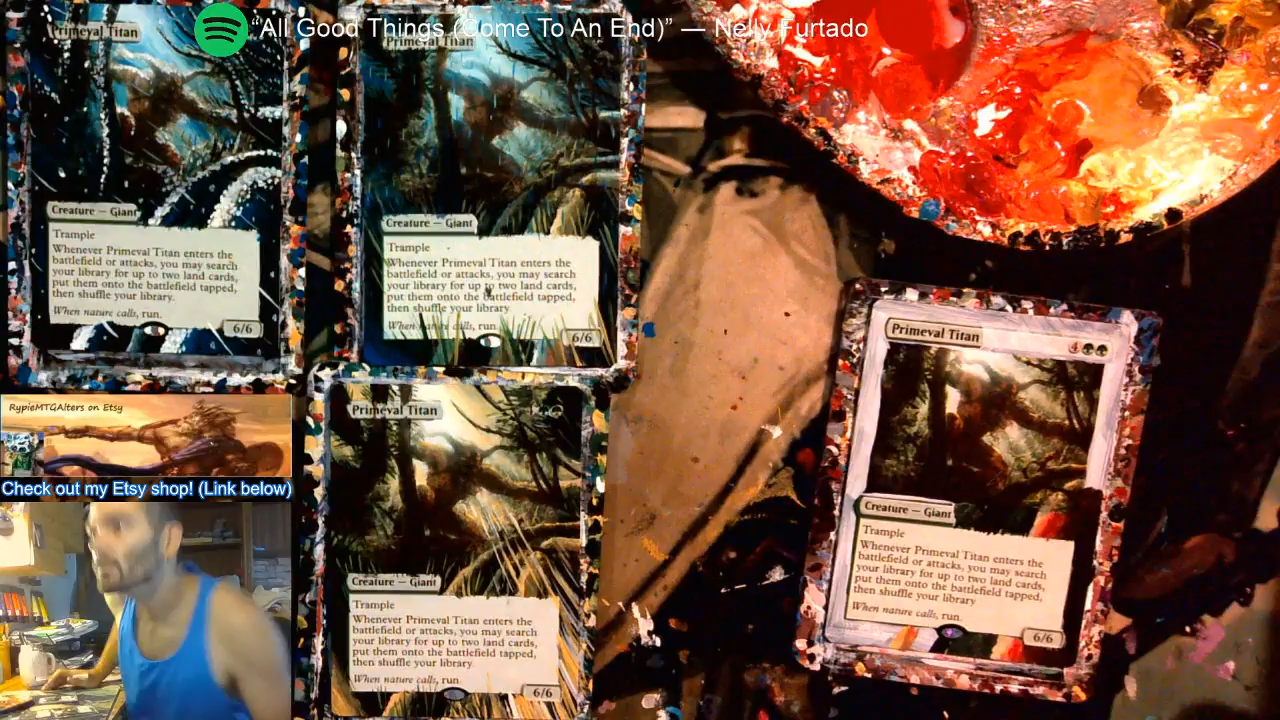 “All Good Things (Come To An End)” — Nelly Furtado
Primeval Titan
Creature — Giant
Trample
Whenever Primeval Titan enters the
battlefield or attacks, you may search
your library for up to two land cards,
put them onto the battlefield tapped,
then shuffle your library.
When nature calls, run.
6/6
Primeval Titan
Creature — Giant
Trample
Whenever Primeval Titan enters the
battlefield or attacks, you may search
your library for up to two land cards,
put them onto the battlefield tapped,
then shuffle your library
When nature calls, run.
6/6
Primeval Titan
Creature — Giant
Trample
Whenever Primeval Titan enters the
battlefield or attacks, you may search
your library for up to two land cards,
put them onto the battlefield tapped,
then shuffle your library.
When nature calls, run.
6/6
Primeval Titan
4
Creature — Giant
Trample
Whenever Primeval Titan enters the
battlefield or attacks, you may search
your library for up to two land cards,
put them onto the battlefield tapped,
then shuffle your library
When nature calls, run.
6/6
RypieMTGAlters on Etsy
Check out my Etsy shop! (Link below)